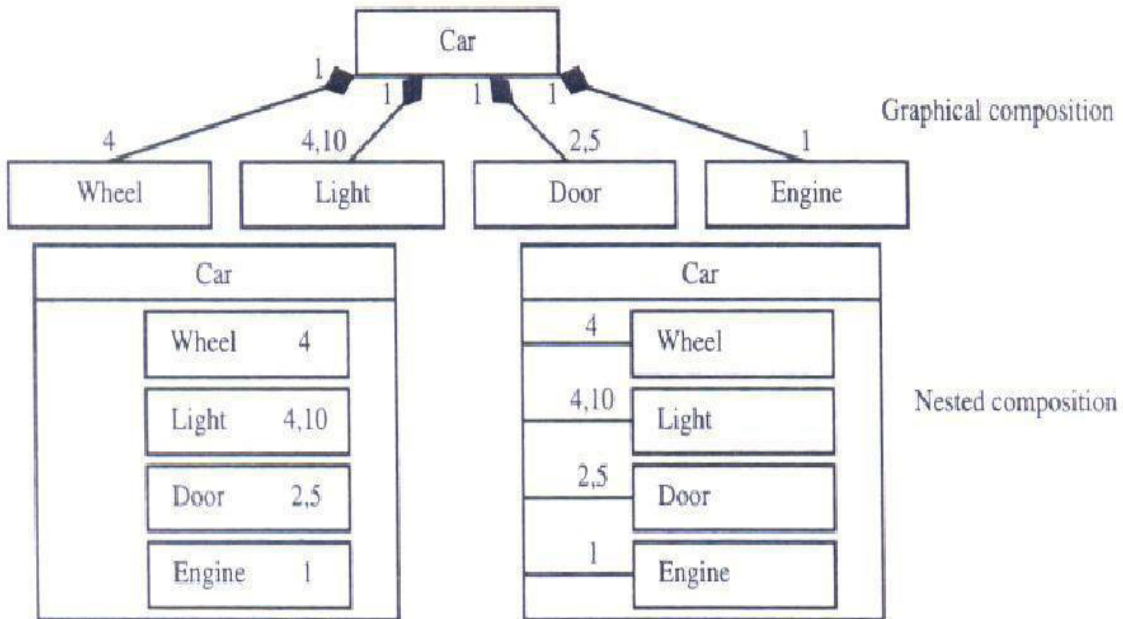 Car
1 1 1 1
Graphical composition
4 4,10 2,5 1
Wheel Light Door Engine
Car
Wheel 4
Light 4,10
Door 2,5
Engine 1
Car
4 Wheel
4,10 Light
2,5 Door
1 Engine
Nested composition